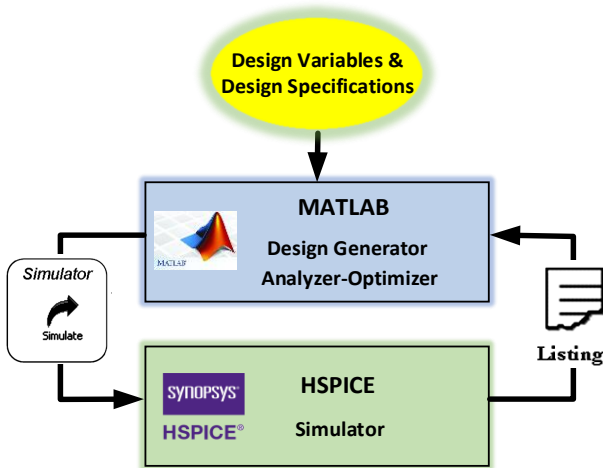 Design Variables &
Design Specifications
MATLAB
MATLAB
Design Generator
Analyzer-Optimizer
Simulator
Simulate
Listing
SYNOPSYS®
HSPICE®
HSPICE
Simulator